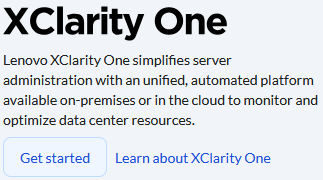 XClarity One
Lenovo XClarity One simplifies server
administration with an unified, automated platform
available on-premises or in the cloud to monitor and
optimize data center resources.
Get started
Learn about XClarity One